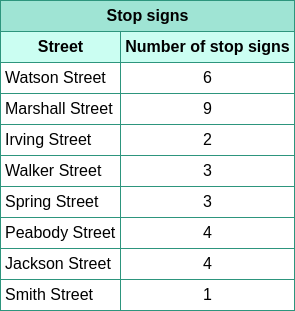 Stop signs
Street Number of stop signs
Watson Street 6
Marshall Street 9
Irving Street 2
Walker Street 3
Spring Street 3
Peabody Street 4
Jackson Street 4
Smith Street 1